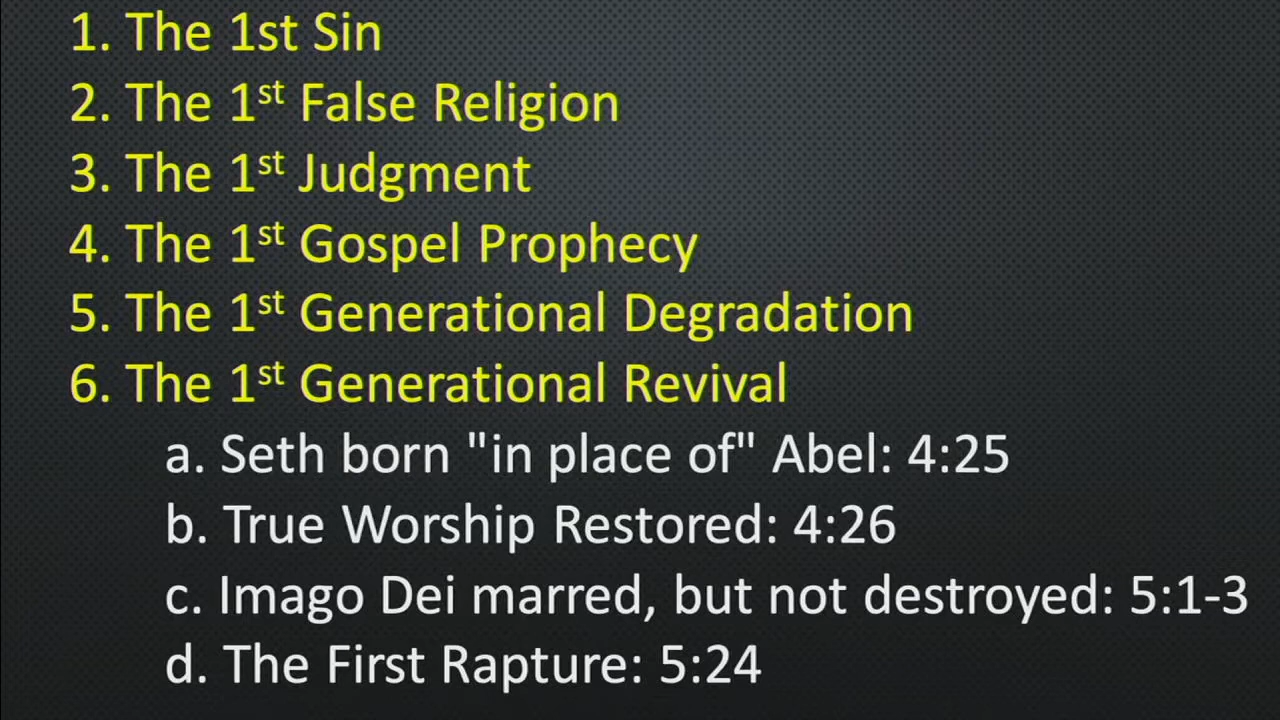 1. The 1st Sin
2. The 1st False Religion
3. The 1st Judgment
4. The 1st Gospel Prophecy
5. The 1st Generational Degradation
6. The 1st Generational Revival
a. Seth born "in place of" Abel: 4:25
b. True Worship Restored: 4:26
c. Imago Dei marred, but not destroyed: 5:1-3
d. The First Rapture: 5:24